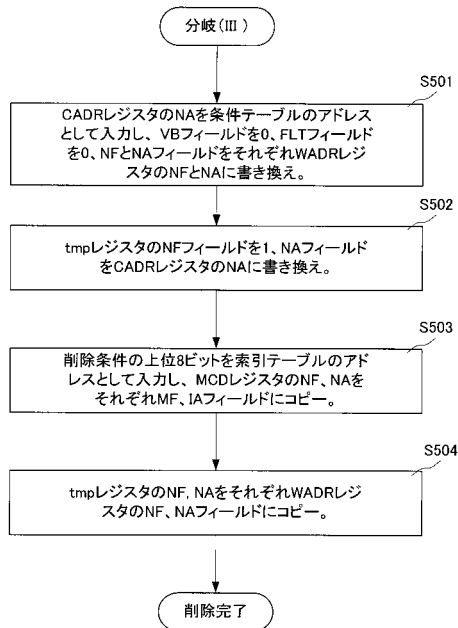 分岐(Ⅲ)
S501
CADRレジスタのNAを条件テーブルのアドレス
として入力し、VBフィールドを0、FLTフィールド
を0、NFとNAフィールドをそれぞれWADRレジ
スタのNFとNAに書き換え。
S502
tmpレジスタのNFフィールドを1、NAフィールド
をCADRレジスタのNAに書き換え。
S503
削除条件の上位8ビットを索引テーブルのアド
レスとして入力し、MCDレジスタのNF、NAを
それぞれMF、IAフィールドにコピー。
S504
tmpレジスタのNF, NAをそれぞれWADRレジ
スタのNF、NAフィールドにコピー。
削除完了